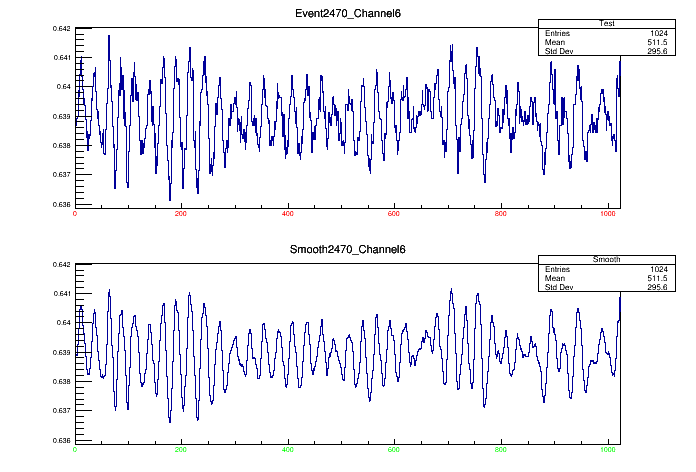 Event2470_Channel6
Test
Entries 1024
Mean 511.5
Std Dev 295.6
0.642
0.641
0.64
0.639
0.638
0.637
0.636
0 200 400 600 800 1000
Smooth2470_Channel6
Smooth
Entries 1024
Mean 511.5
Std Dev 295.6
0.642
0.641
0.64
0.639
0.638
0.637
0.636
0 200 400 600 800 1000